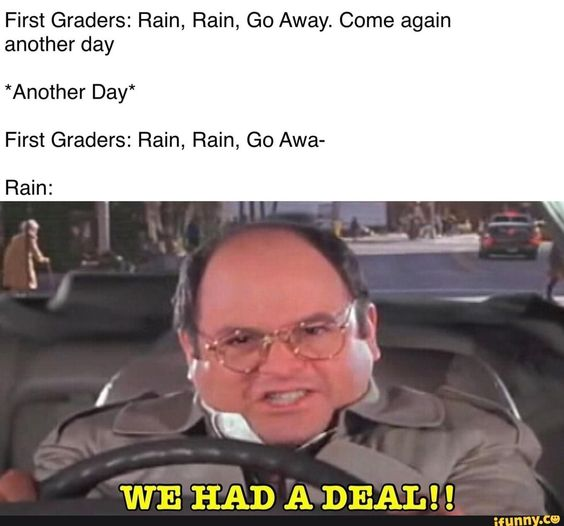 First Graders: Rain, Rain, Go Away. Come again
another day
*Another Day*
First Graders: Rain, Rain, Go Awa-
Rain:
WE HAD A DEAL!!
ifunny.co